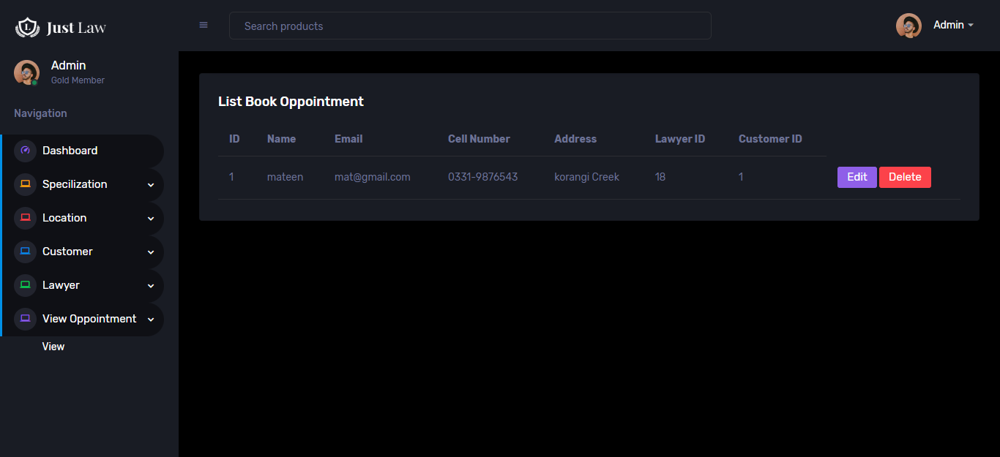 L
Just Law
Search products
Admin
Admin
Gold Member
Navigation
Dashboard
Specilization
Location
Customer
Lawyer
View Oppointment
View
List Book Oppointment
ID Name Email Cell Number Address Lawyer ID Customer ID
1 mateen mat@gmail.com 0331-9876543 korangi Creek 18 1 Edit Delete